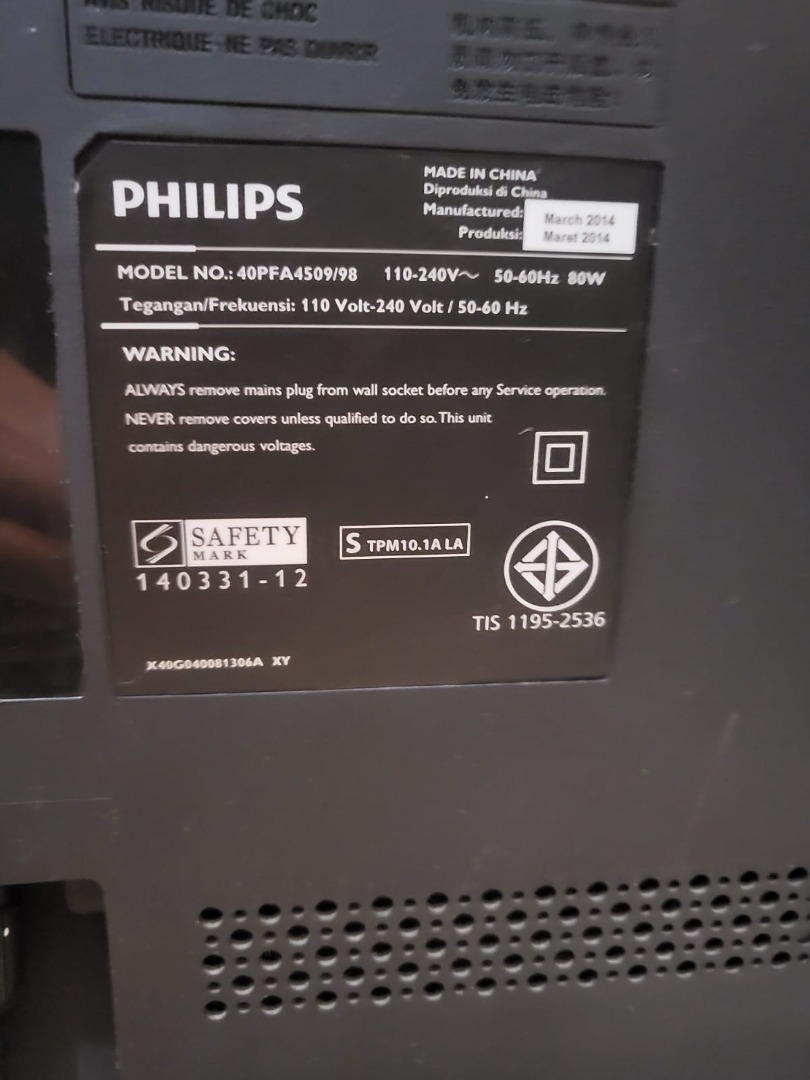 AVIS RISQUE DE CHOC
ELECTRIQUE-NE PAS OUVRIR
PHILIPS
MADE IN CHINA
Diproduksi di China
Manufactured: March 2014
Produksi: Maret 2014
MODEL NO.: 40PFA4509/98 110-240V~ 50-60Hz 80W
Tegangan/Frekuensi: 110 Volt-240 Volt / 50-60 Hz
WARNING:
ALWAYS remove mains plug from wall socket before any Service operation.
NEVER remove covers unless qualified to do so. This unit
contains dangerous voltages.
SAFETY
MARK
140331-12
S TPM10.1A LA
TIS 1195-2536
X40G040081306A XY